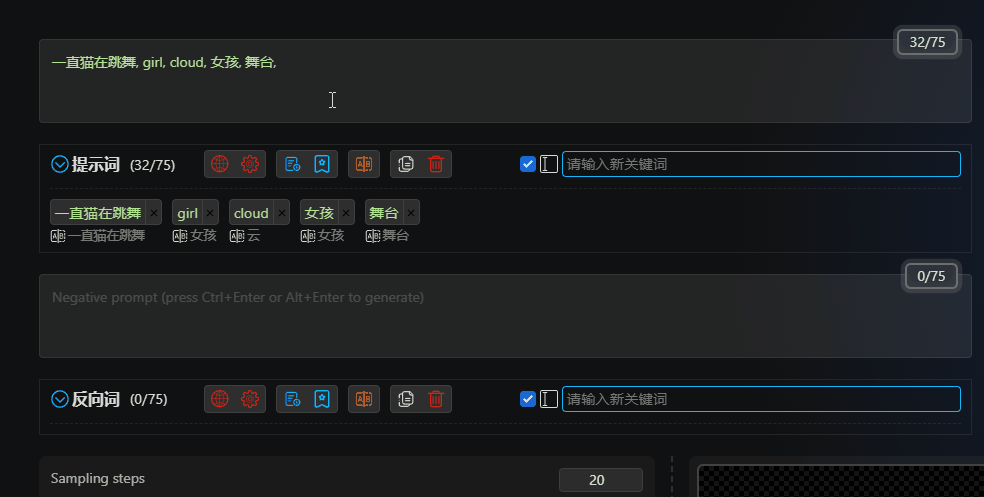 32/75
一直猫在跳舞, girl, cloud, 女孩, 舞台,
提示词 (32/75) 请输入新关键词
一直猫在跳舞 × girl × cloud × 女孩 × 舞台 ×
一直猫在跳舞 女孩 云 女孩 舞台
0/75
Negative prompt (press Ctrl+Enter or Alt+Enter to generate)
反向词 (0/75) 请输入新关键词
Sampling steps 20